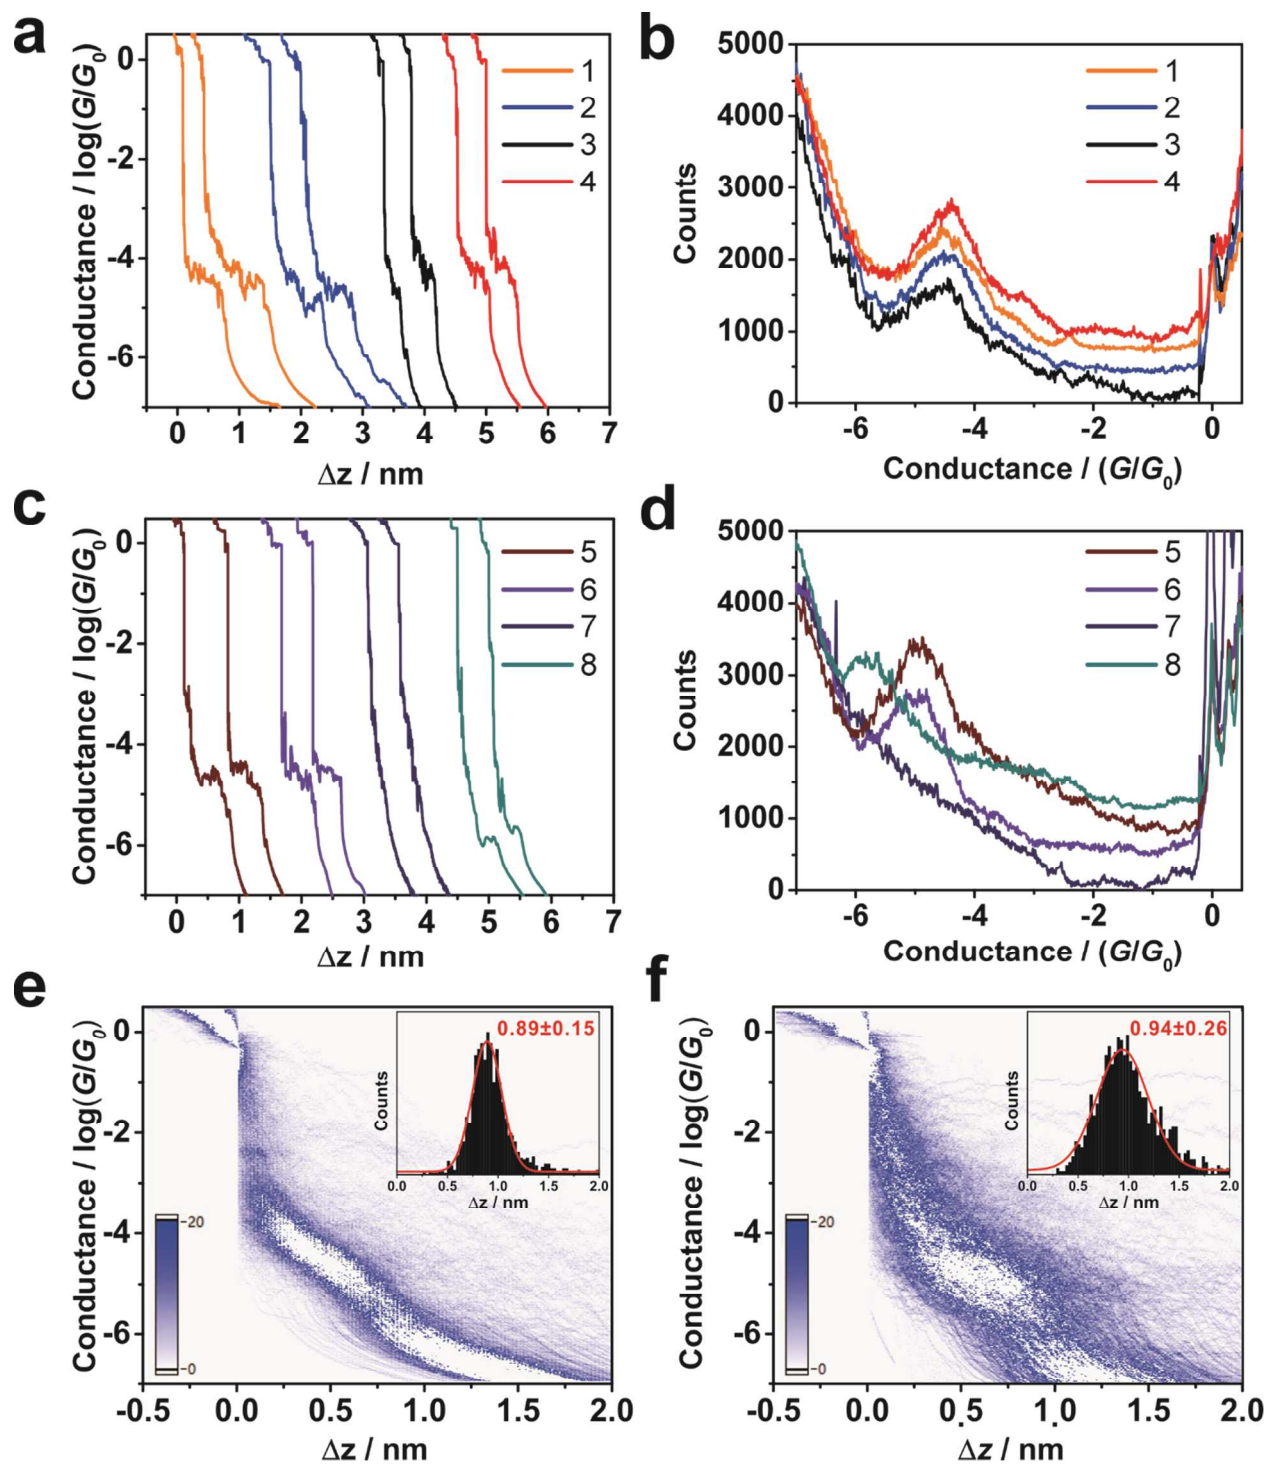 a
Conductance / log(G/G0)
0
-2
-4
-6
1
2
3
4
0 1 2 3 4 5 6 7
Δz / nm
b
Counts
5000
4000
3000
2000
1000
0
1
2
3
4
-6 -4 -2 0
Conductance / (G/G0)
c
Conductance / log(G/G0)
0
-2
-4
-6
5
6
7
8
0 1 2 3 4 5 6 7
Δz / nm
d
Counts
5000
4000
3000
2000
1000
0
5
6
7
8
-6 -4 -2 0
Conductance / (G/G0)
e
Conductance / log(G/G0)
0
-2
-4
-6
0.89±0.15
Counts
0.0 0.5 1.0 1.5 2.0
Δz / nm
20
0
-0.5 0.0 0.5 1.0 1.5 2.0
Δz / nm
f
Conductance / log(G/G0)
0
-2
-4
-6
0.94±0.26
Counts
0.0 0.5 1.0 1.5 2.0
Δz / nm
20
0
-0.5 0.0 0.5 1.0 1.5 2.0
Δz / nm